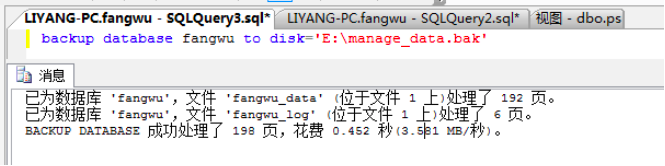 LIYANG-PC.fangwu - SQLQuery3.sql* LIYANG-PC.fangwu - SQLQuery2.sql* 视图 - dbo.ps
backup database fangwu to disk='E:\manage_data.bak'
消息
已为数据库 'fangwu'，文件 'fangwu_data' (位于文件 1 上)处理了 192 页。
已为数据库 'fangwu'，文件 'fangwu_log' (位于文件 1 上)处理了 6 页。
BACKUP DATABASE 成功处理了 198 页，花费 0.452 秒(3.581 MB/秒)。